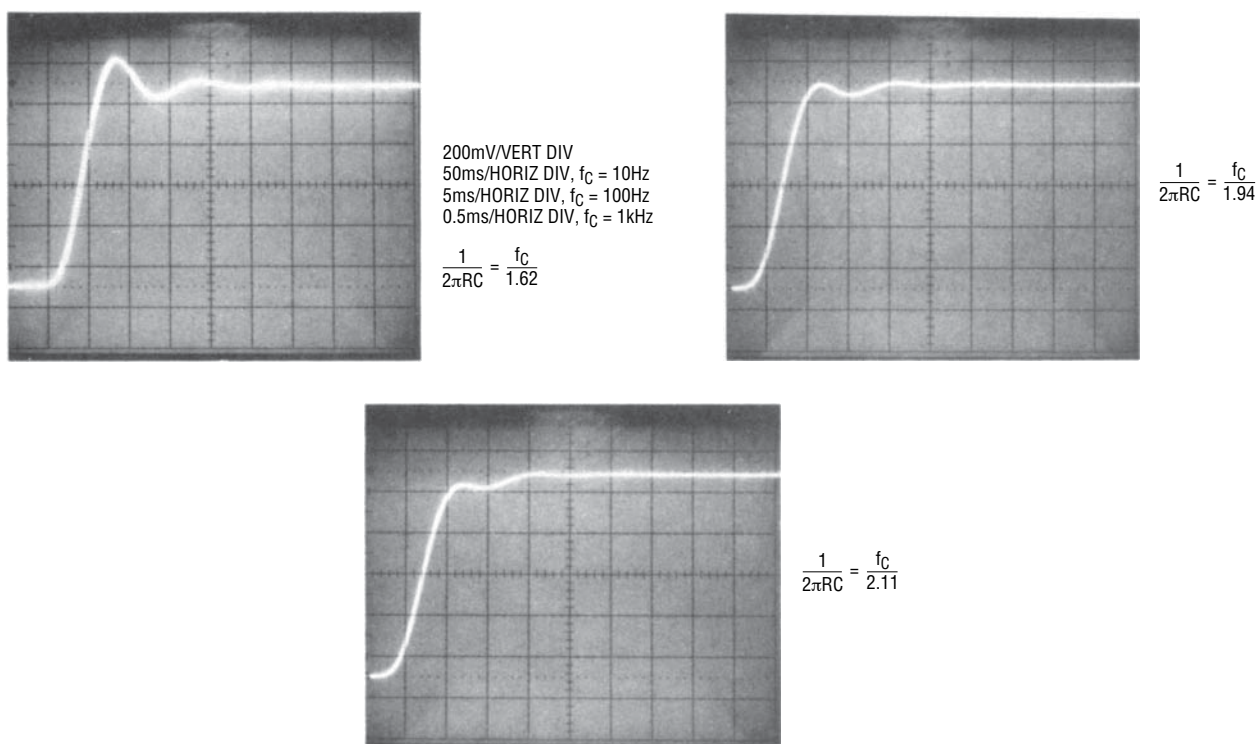 200mV/VERT DIV
50ms/HORIZ DIV, fC = 10Hz
5ms/HORIZ DIV, fC = 100Hz
0.5ms/HORIZ DIV, fC = 1kHz
1/2πRC = fC/1.62
1/2πRC = fC/1.94
1/2πRC = fC/2.11